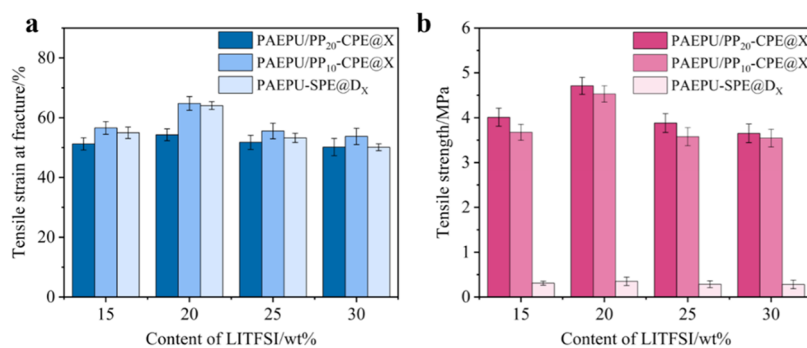 a
PAEPU/PP20-CPE@X
PAEPU/PP10-CPE@X
PAEPU-SPE@DX
Tensile strain at fracture/%
100
80
60
40
20
0
15 20 25 30
Content of LITFSI/wt%
b
PAEPU/PP20-CPE@X
PAEPU/PP10-CPE@X
PAEPU-SPE@DX
Tensile strength/MPa
6
5
4
3
2
1
0
15 20 25 30
Content of LITFSI/wt%